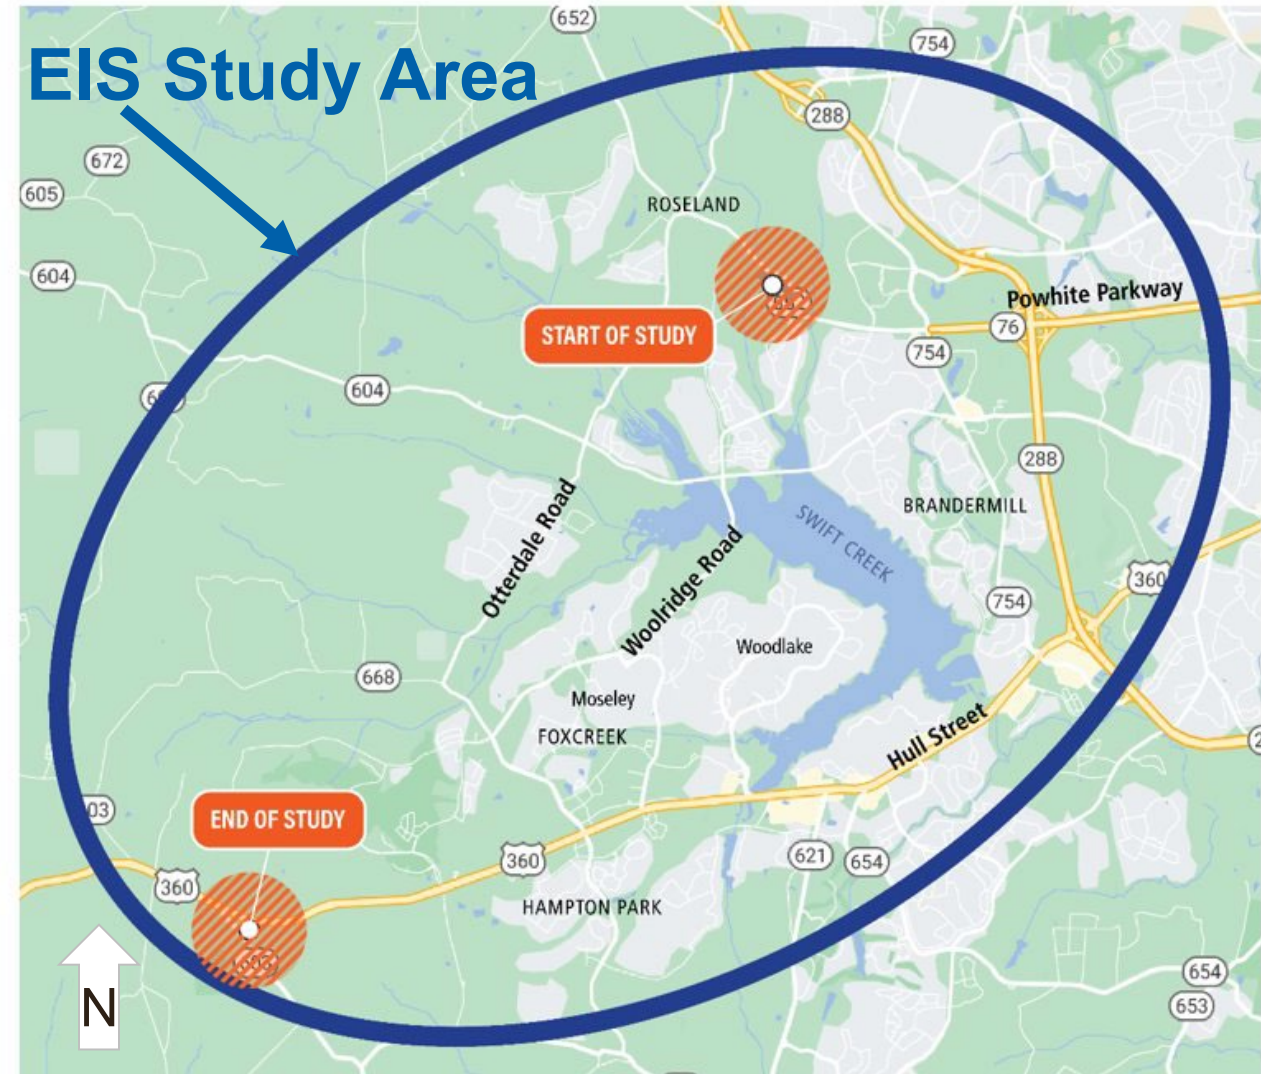 652
754
EIS Study Area
288
672
605
ROSELAND
604
Powhite Parkway
START OF STUDY
76
754
604
288
BRANDERMILL
SWIFT CREEK
Otterdale Road
Woolridge Road
360
754
Woodlake
668
Moseley
FOXCREEK
Hull Street
03
END OF STUDY
360
621
654
360
HAMPTON PARK
654
653
N